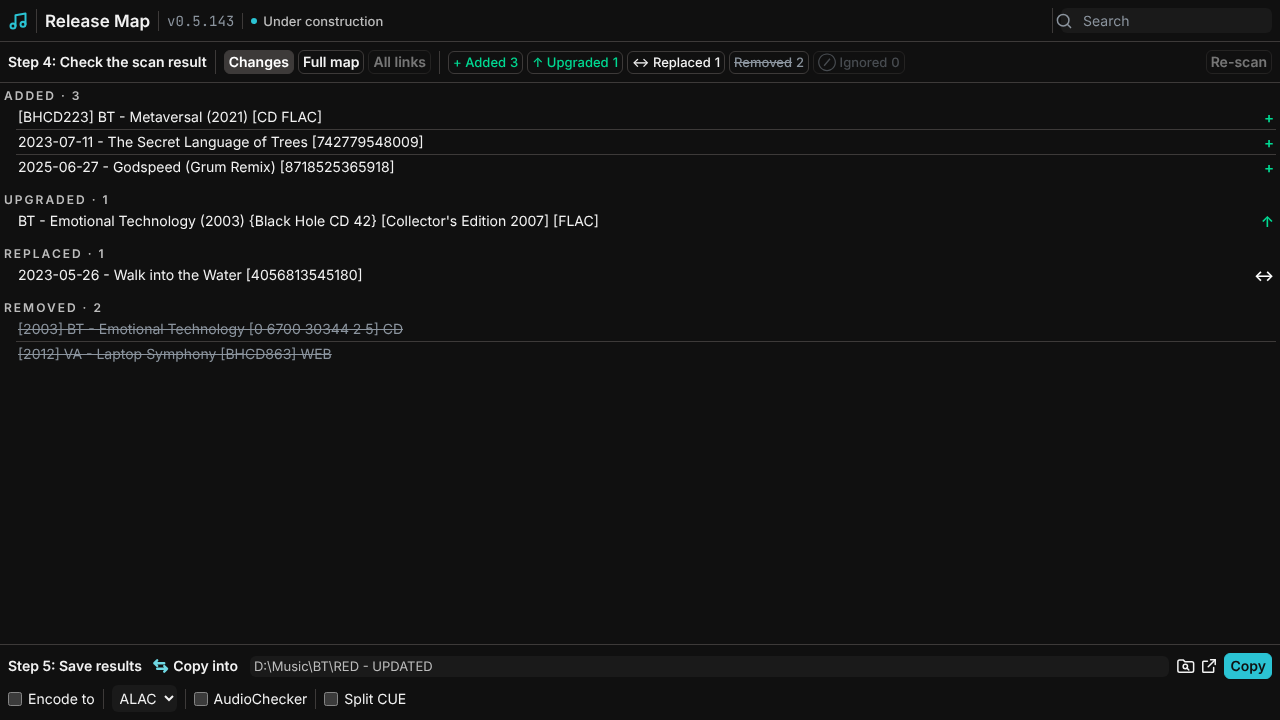 Release Map v0.5.143 Under construction Search
Step 4: Check the scan result Changes Full map All links + Added 3 ↑ Upgraded 1 ↔ Replaced 1 Removed 2 Ignored 0 Re-scan
ADDED · 3
[BHCD223] BT - Metaversal (2021) [CD FLAC] +
2023-07-11 - The Secret Language of Trees [742779548009] +
2025-06-27 - Godspeed (Grum Remix) [8718525365918] +
UPGRADED · 1
BT - Emotional Technology (2003) {Black Hole CD 42} [Collector's Edition 2007] [FLAC] ↑
REPLACED · 1
2023-05-26 - Walk into the Water [4056813545180] ↔
REMOVED · 2
[2003] BT - Emotional Technology [0 6700 30344 2 5] CD
[2012] VA - Laptop Symphony [BHCD863] WEB
Step 5: Save results Copy into D:\Music\BT\RED - UPDATED Copy
Encode to ALAC AudioChecker Split CUE